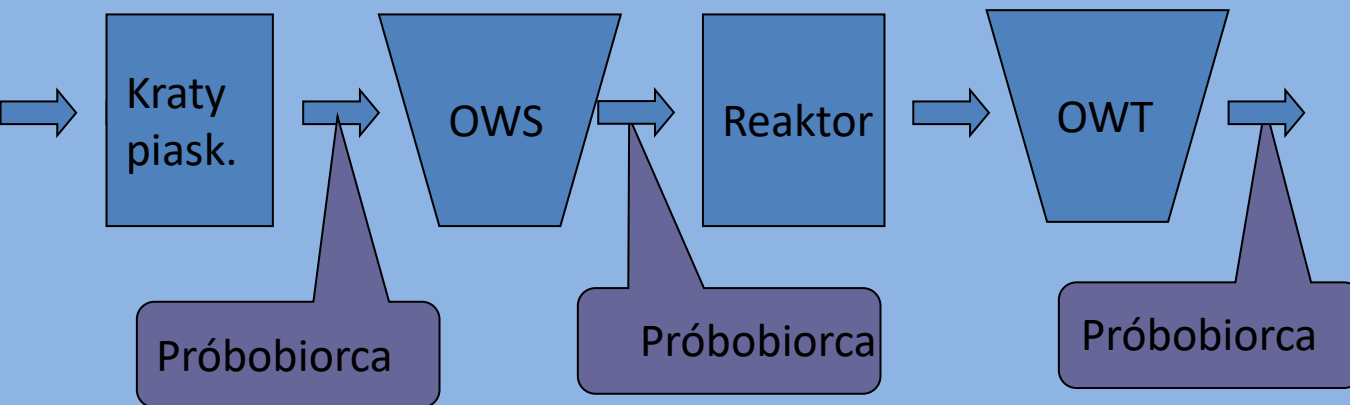 Kraty
piask.
OWS
Reaktor
OWT
Próbobiorca
Próbobiorca
Próbobiorca